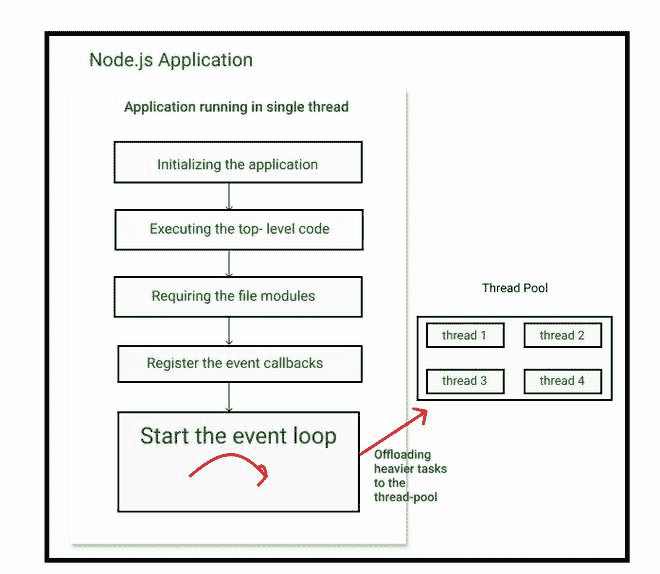 Node.js Application
Application running in single thread
Initializing the application
Executing the top- level code
Requiring the file modules
Register the event callbacks
Start the event loop
Thread Pool
thread 1
thread 2
thread 3
thread 4
Offloading
heavier tasks
to the
thread-pool